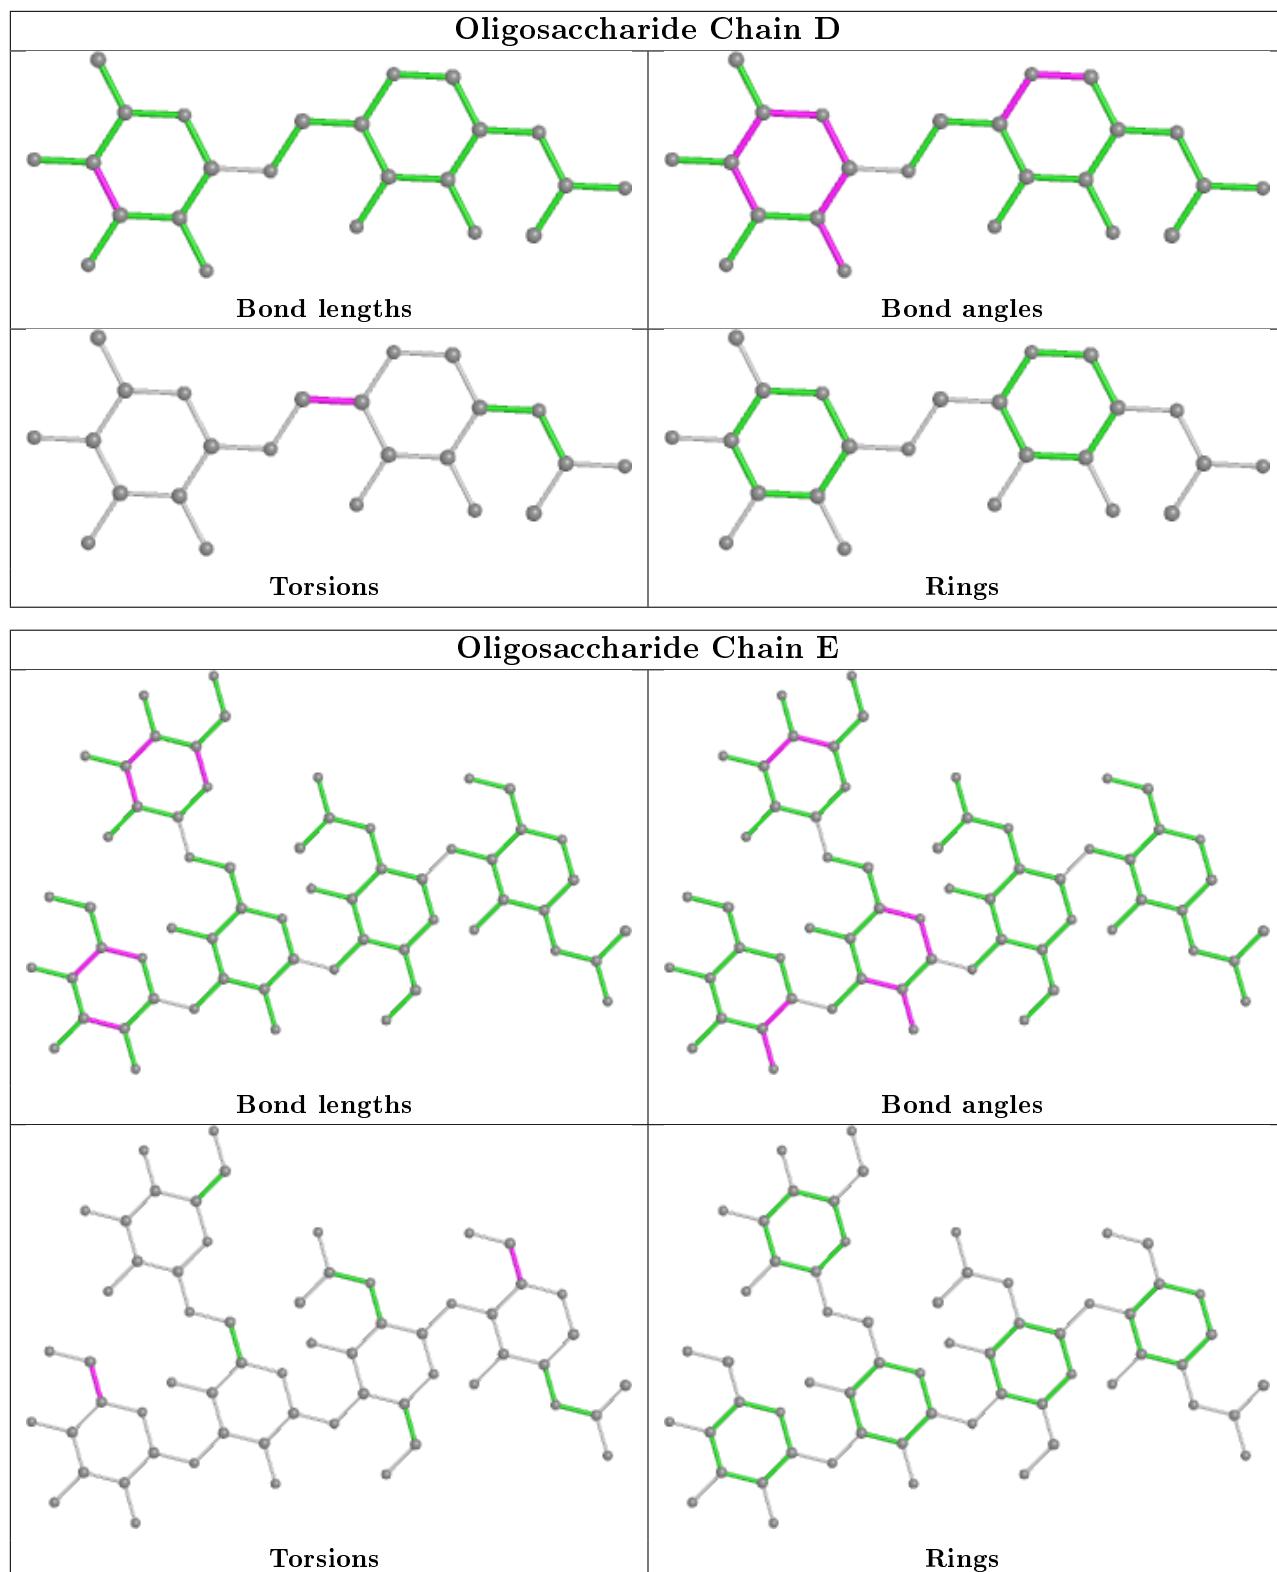 Oligosaccharide Chain D
Bond lengths
Bond angles
Torsions
Rings
Oligosaccharide Chain E
Bond lengths
Bond angles
Torsions
Rings